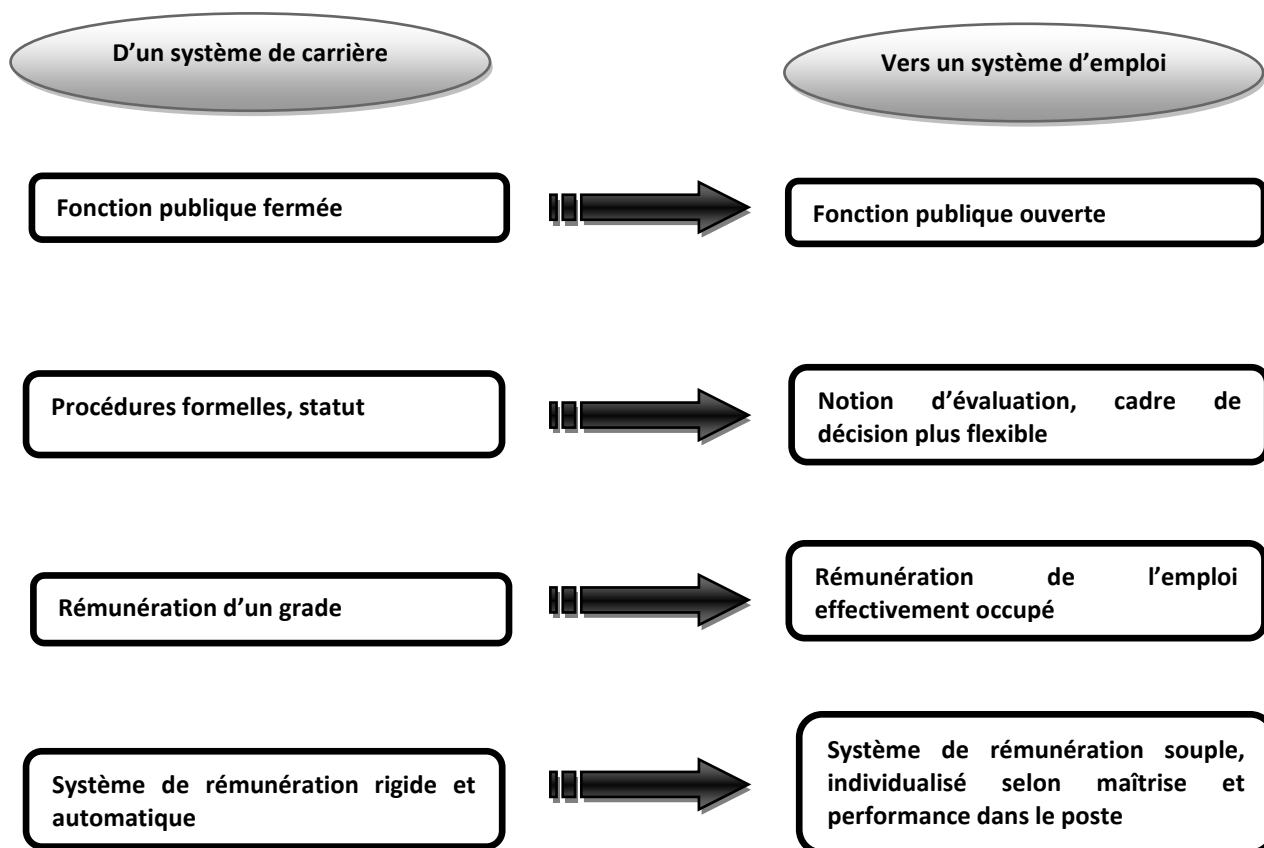 D’un système de carrière
Vers un système d’emploi
Fonction publique fermée
Fonction publique ouverte
Procédures formelles, statut
Notion d’évaluation, cadre de
décision plus flexible
Rémunération d’un grade
Rémunération de l’emploi
effectivement occupé
Système de rémunération rigide et
automatique
Système de rémunération souple,
individualisé selon maîtrise et
performance dans le poste